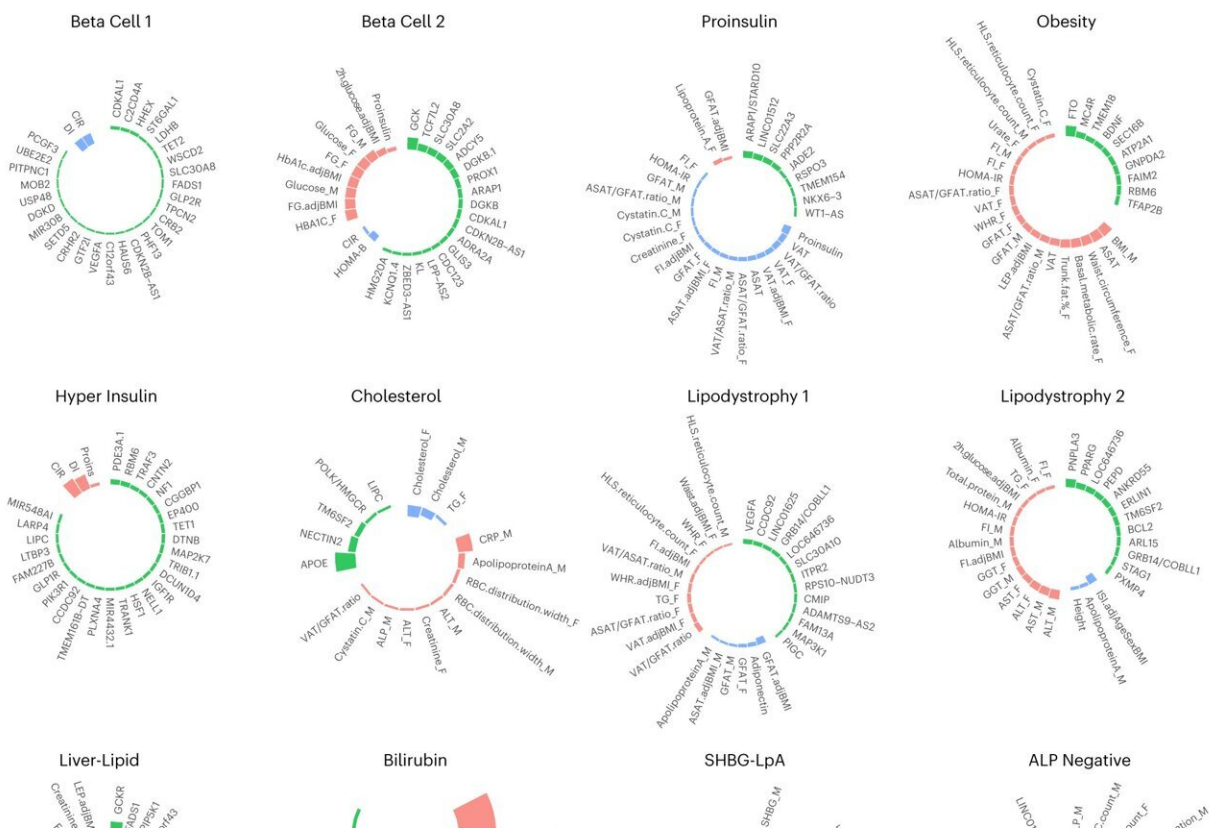 Beta Cell 1
CDKAL1
C2CD4A
HHEX
ST6GAL1
LDHB
TET2
WSCD2
SLC30A8
FADS1
GLP2R
TPCN2
CRB2
TOM1
PHF13
CDKN2B-AS1
HAUS6
C12orf43
VEGFA
GTF2I
CRHR2
SETD5
MIR30B
DGKD
USP48
MOB2
PITPNC1
UBE2E2
PCGF3
DI
CIR
Beta Cell 2
GCK
TCF7L2
SLC30A8
SLC2A2
ADCY5
DGKB.1
PROX1
ARAP1
DGKB
CDKAL1
CDKN2B-AS1
ADRA2A
GLIS3
CDC123
LPP-AS2
KL
ZBED3-AS1
KCNQ1.4
HMG20A
HOMA-B
CIR
HBA1C_F
FG.adjBMI
Glucose_M
HbA1c.adjBMI
FG_F
Glucose_F
FG_M
2h.glucose.adjBMI
Proinsulin
Proinsulin
ARAP1/STARD10
LINC01512
SLC22A3
PPP2R2A
JADE2
RSPO3
TMEM154
NKX6-3
WT1-AS
Proinsulin
VAT
VAT/GFAT.ratio
VAT_F
VAT.adjBMI_F
ASAT
ASAT/GFAT.ratio_F
VAT/ASAT.ratio_M
FI_M
ASAT.adjBMI_F
GFAT_F
FI.adjBMI
Creatinine_F
Cystatin.C_F
Cystatin.C_M
ASAT/GFAT.ratio_M
GFAT_M
HOMA-IR
FI_F
Lipoprotein.A_F
GFAT.adjBMI
Obesity
FTO
MC4R
TMEM18
BDNF
SEC16B
ATP2A1
GNPDA2
FAIM2
RBM6
TFAP2B
BMI_M
ASAT
Waist.circumference_F
Basal.metabolic.rate_F
Trunk.fat.%_F
VAT
ASAT/GFAT.ratio_M
LEP.adjBMI
GFAT_M
GFAT_F
WHR_F
VAT_F
ASAT/GFAT.ratio_F
HOMA-IR
FI_F
FI_M
Urate_F
HLS.reticulocyte.count_M
HLS.reticulocyte.count_F
Cystatin.C_F
Hyper Insulin
PDE3A.1
RBM6
TRAF3
CNTN2
NF1
CGGBP1
EP400
TET1
DTNB
MAP2K7
TRIB1.1
DCUN1D4
IGF1R
NELL1
HSF1
TRANK1
MIR4432.1
PLXNA4
TMEM161B-DT
CCDC92
PIK3R1
GLP1R
FAM227B
LTBP3
LIPC
LARP4
MIR548AI
CIR
DI
Proins
Cholesterol
Cholesterol_F
Cholesterol_M
TG_F
CRP_M
ApolipoproteinA_M
RBC.distribution.width_F
RBC.distribution.width_M
ALT_M
Creatinine_F
ALT_F
ALP_M
Cystatin.C_M
VAT/GFAT.ratio
APOE
NECTIN2
TM6SF2
POLK/HMGCR
LIPC
Lipodystrophy 1
VEGFA
CCDC92
LINC01625
GRB14/COBLL1
LOC646736
SLC30A10
ITPR2
RPS10-NUDT3
CMIP
ADAMTS9-AS2
FAM13A
MAP3K1
PIGC
GFAT.adjBMI
Adiponectin
GFAT_F
GFAT_M
ASAT.adjBMI_M
ApolipoproteinA_M
VAT/GFAT.ratio
VAT.adjBMI_F
ASAT/GFAT.ratio_F
TG_F
WHR.adjBMI_F
VAT/ASAT.ratio_M
FI.adjBMI
HLS.reticulocyte.count_F
WHR_F
Waist.adjBMI_F
HLS.reticulocyte.count_M
Lipodystrophy 2
PNPLA3
PPARG
LOC646736
PEPD
ANKRD55
ERLIN1
TM6SF2
BCL2
ARL15
GRB14/COBLL1
STAG1
PXMP4
ISI.adjAgeSexBMI
ApolipoproteinA_M
Height
ALT_M
AST_M
ALT_F
AST_F
GGT_M
GGT_F
FI.adjBMI
Albumin_M
FI_M
HOMA-IR
Total.protein_M
2h.glucose.adjBMI
TG_F
Albumin_F
FI_F
Liver-Lipid
GCKR
Bilirubin
SHBG-LpA
SHBG_M
ALP Negative